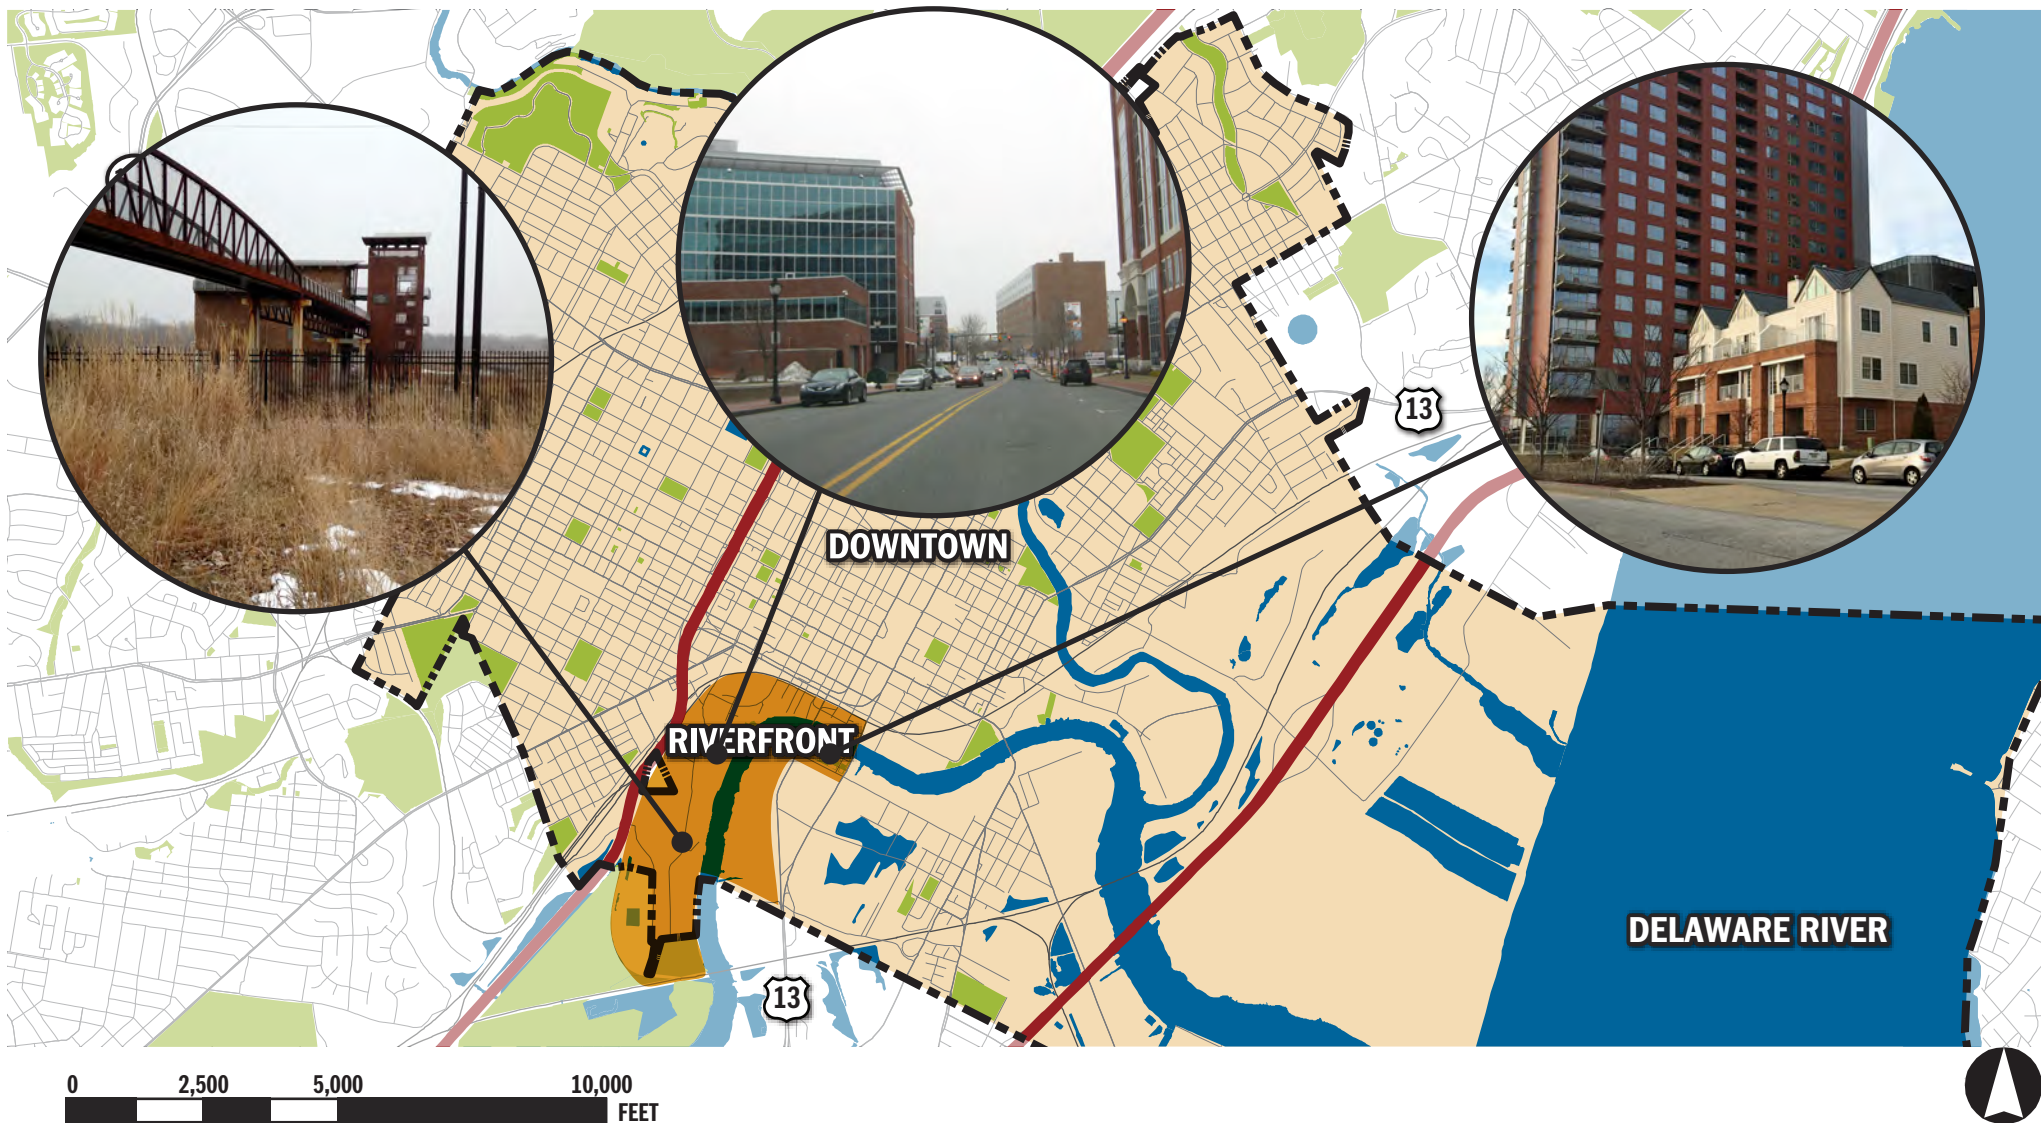 13
DOWNTOWN
RIVERFRONT
DELAWARE RIVER
13
0 2,500 5,000 10,000
FEET